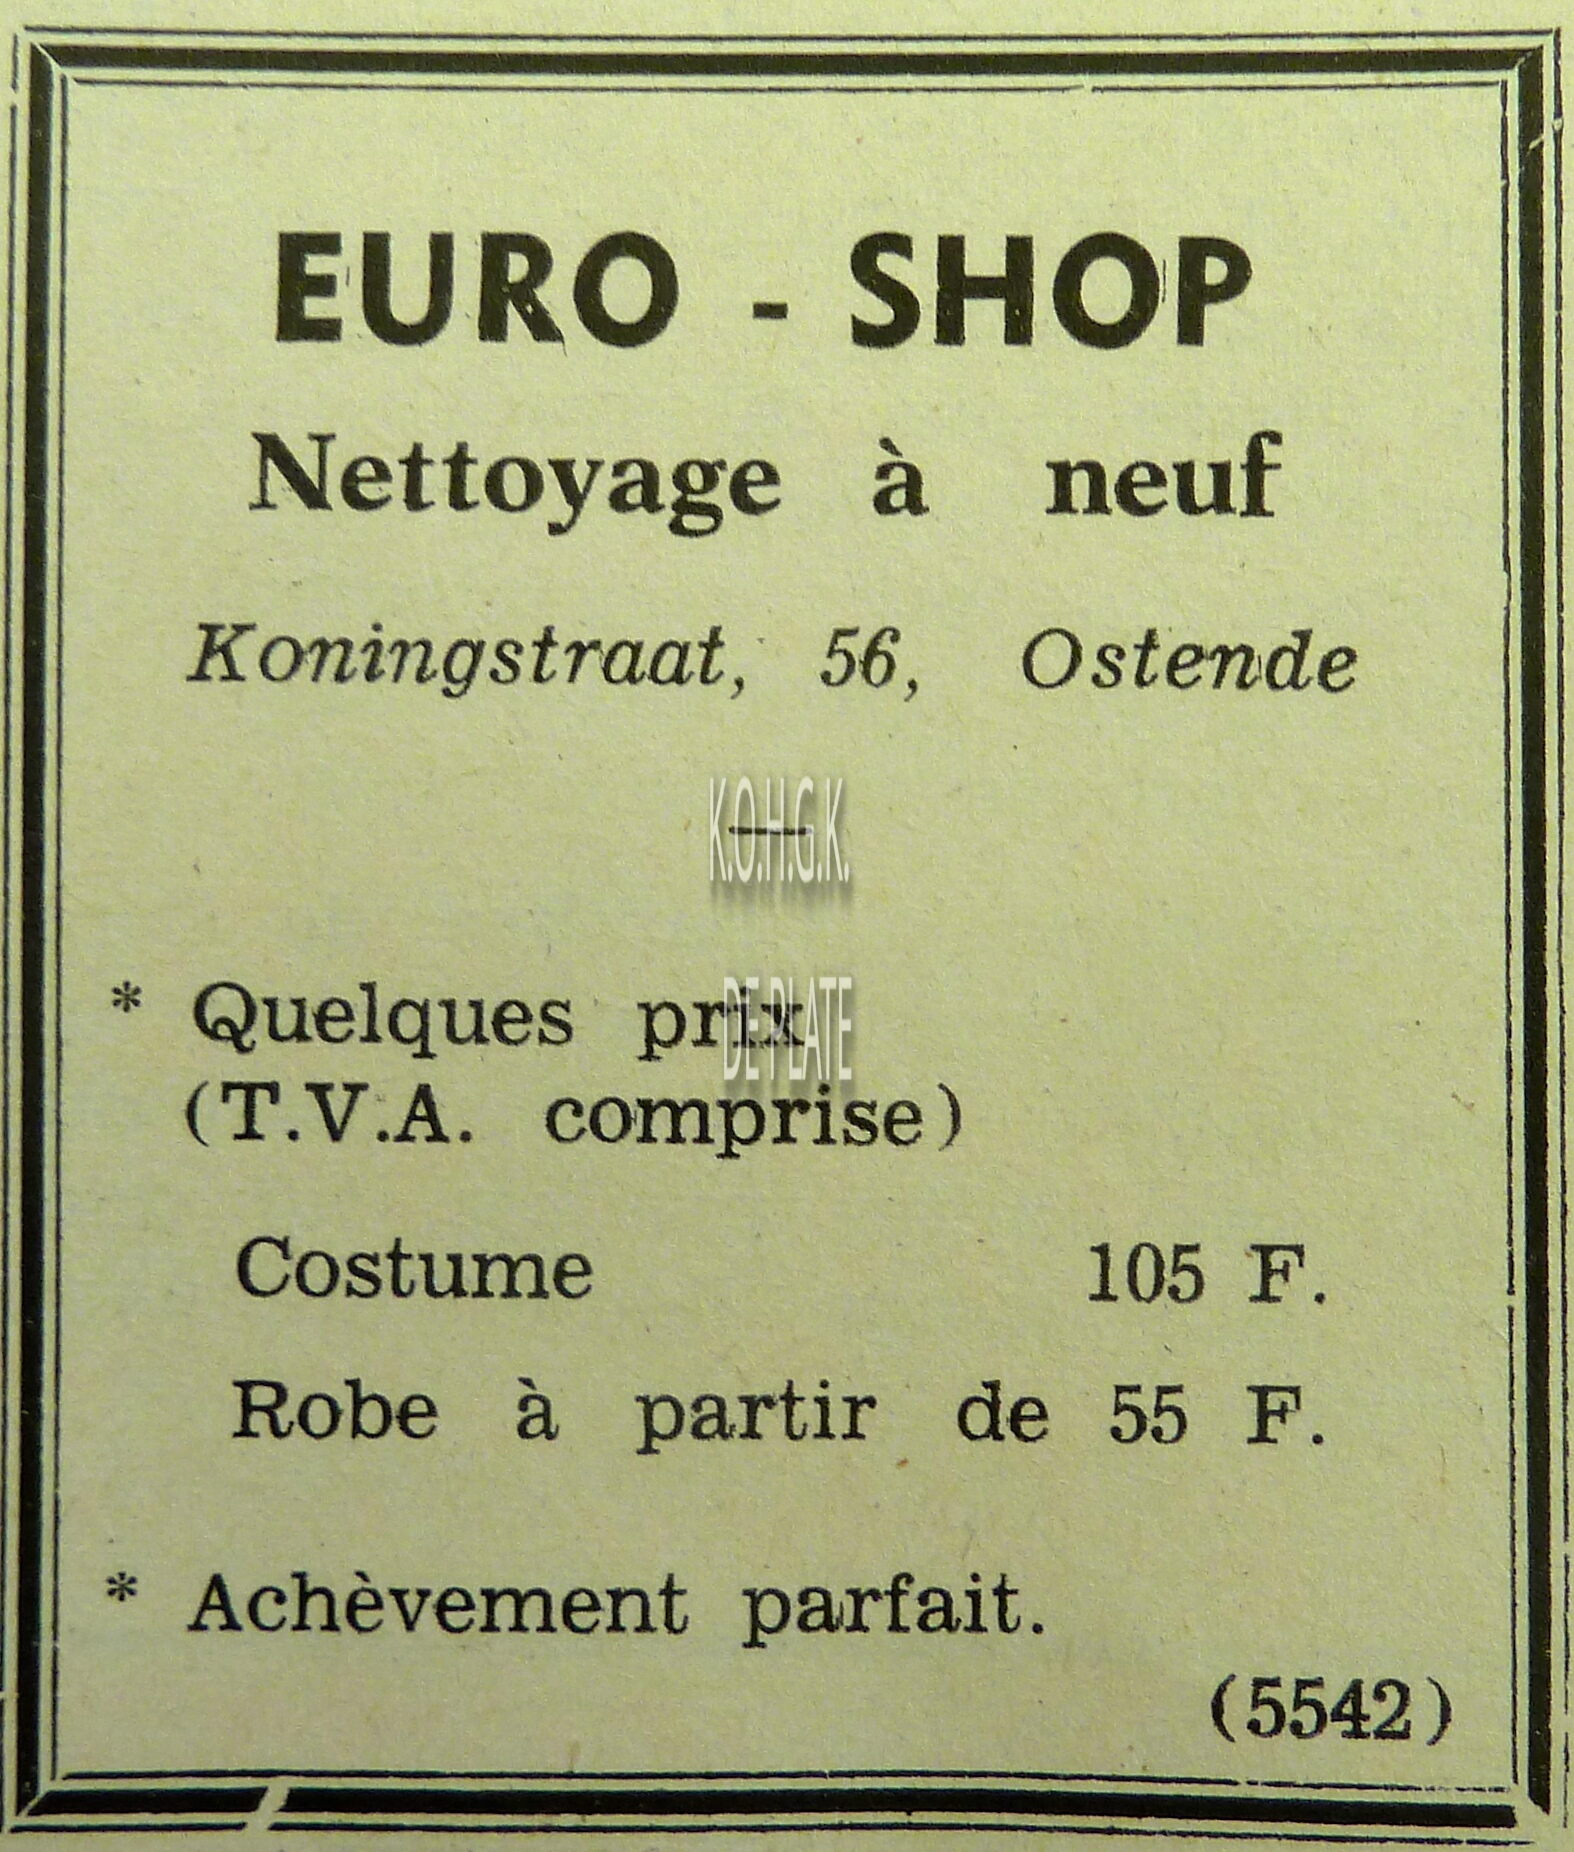 EURO - SHOP
Nettoyage à neuf
Koningstraat, 56, Ostende
K.O.H.G.K.
DE PLATE
* Quelques prix
(T.V.A. comprise)
Costume 105 F.
Robe à partir de 55 F.
* Achèvement parfait.
(5542)